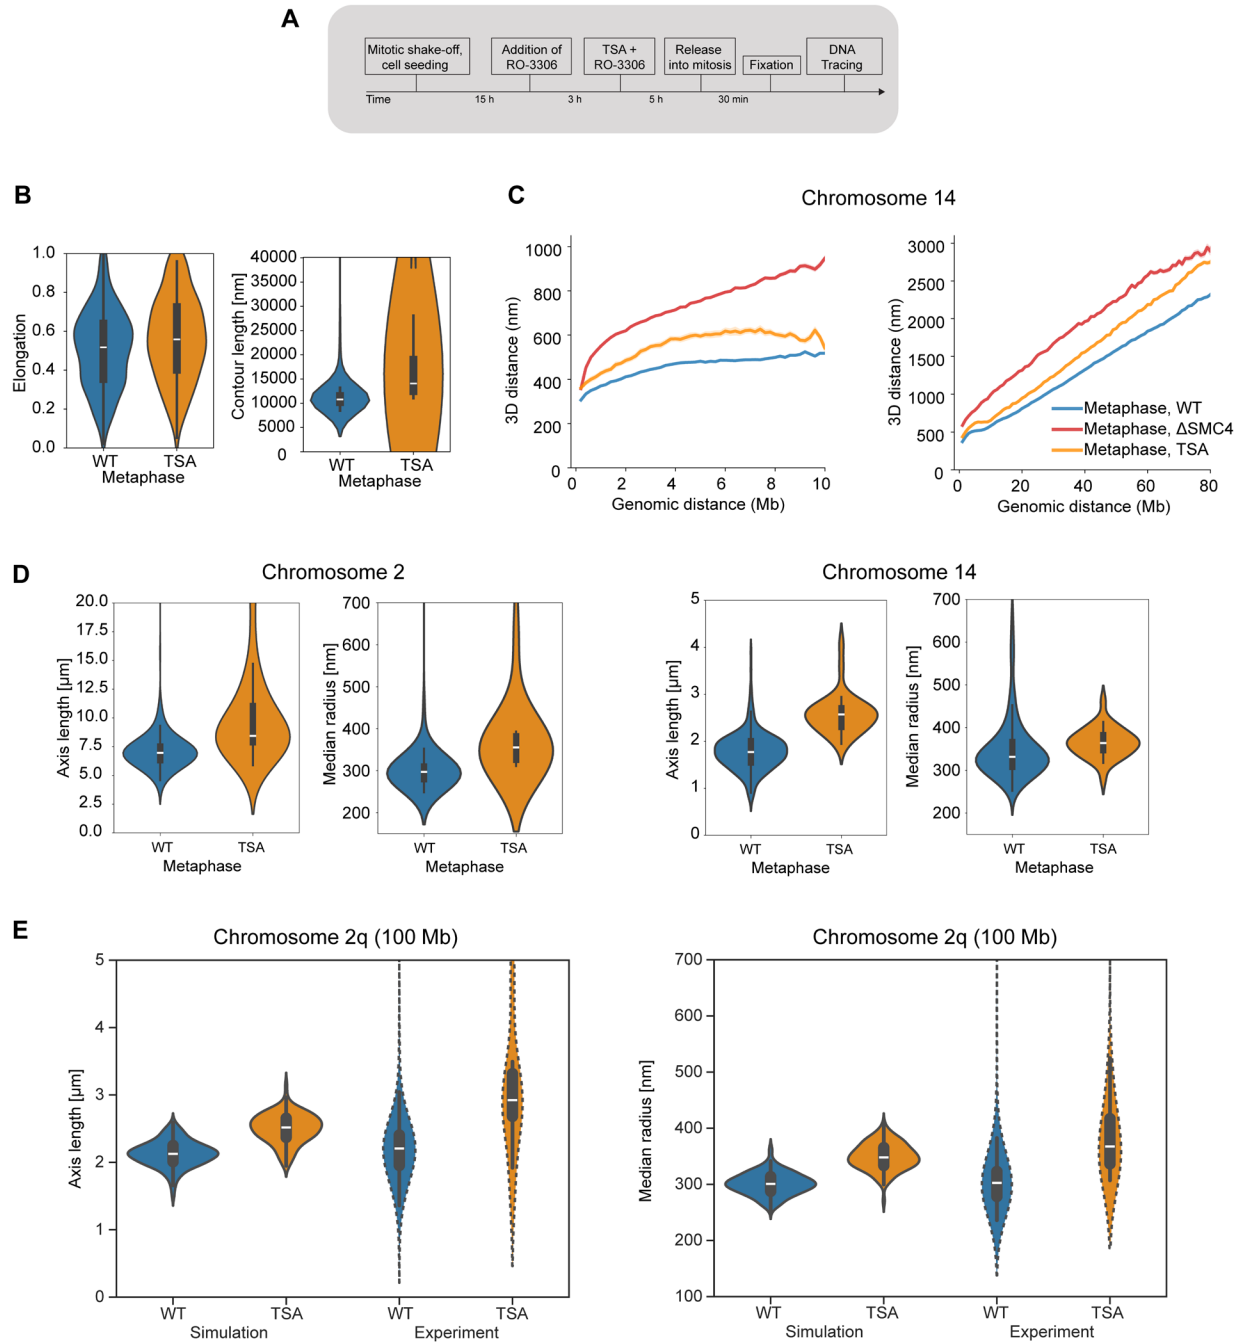 A
Mitotic shake-off,
cell seeding
Addition of
RO-3306
TSA +
RO-3306
Release
into mitosis
Fixation
DNA
Tracing
Time
15 h
3 h
5 h
30 min
B
Elongation
1.0
0.8
0.6
0.4
0.2
0.0
WT
TSA
Metaphase
Contour length [nm]
40000
35000
30000
25000
20000
15000
10000
5000
0
WT
TSA
Metaphase
C
Chromosome 14
3D distance (nm)
1000
800
600
400
200
0
0 2 4 6 8 10
Genomic distance (Mb)
3D distance (nm)
3000
2500
2000
1500
1000
500
0
0 20 40 60 80
Genomic distance (Mb)
Metaphase, WT
Metaphase, ΔSMC4
Metaphase, TSA
D
Chromosome 2
Axis length [µm]
20.0
17.5
15.0
12.5
10.0
7.5
5.0
2.5
0.0
WT
TSA
Metaphase
Median radius [nm]
700
600
500
400
300
200
WT
TSA
Metaphase
Chromosome 14
Axis length [µm]
5
4
3
2
1
0
WT
TSA
Metaphase
Median radius [nm]
700
600
500
400
300
200
WT
TSA
Metaphase
E
Chromosome 2q (100 Mb)
Axis length [µm]
5
4
3
2
1
0
WT
TSA
WT
TSA
Simulation
Experiment
Chromosome 2q (100 Mb)
Median radius [nm]
700
600
500
400
300
200
100
WT
TSA
WT
TSA
Simulation
Experiment